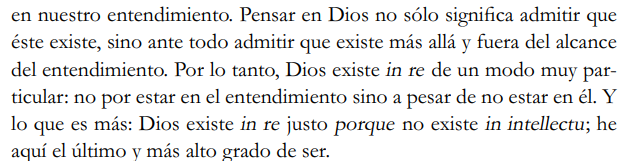 en nuestro entendimiento. Pensar en Dios no sólo significa admitir que
éste existe, sino ante todo admitir que existe más allá y fuera del alcance
del entendimiento. Por lo tanto, Dios existe in re de un modo muy par-
ticular: no por estar en el entendimiento sino a pesar de no estar en él. Y
lo que es más: Dios existe in re justo porque no existe in intellectu; he
aquí el último y más alto grado de ser.